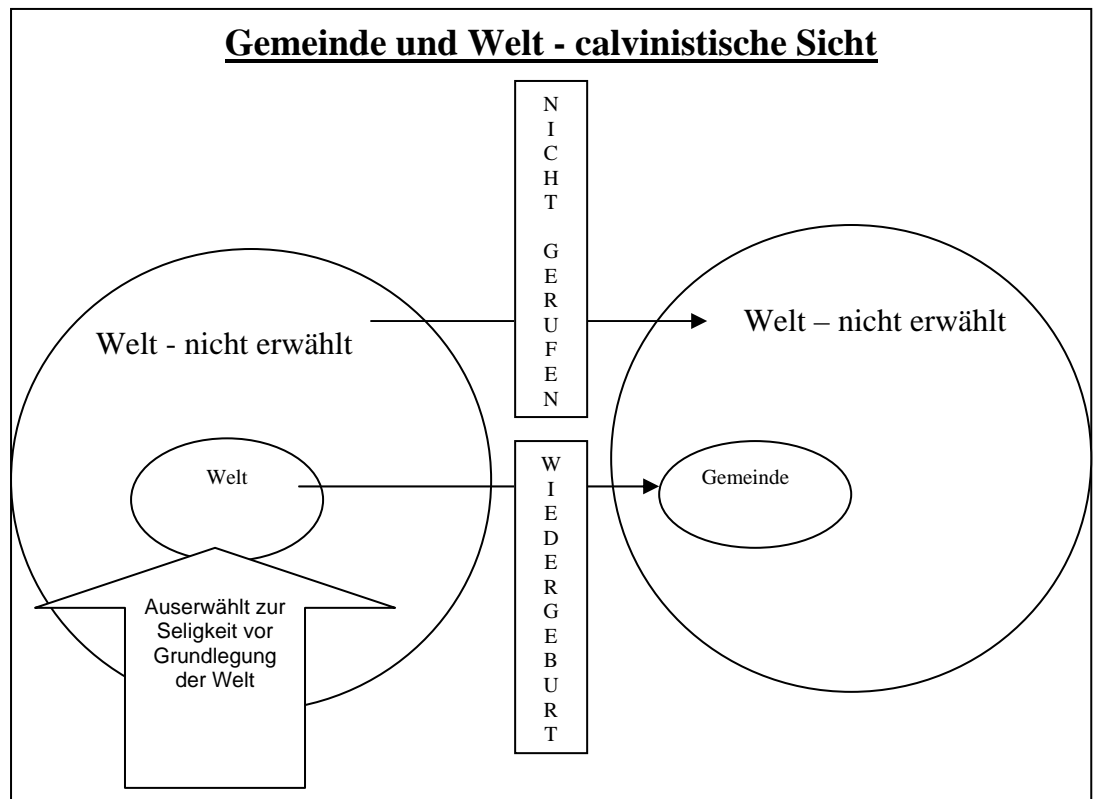 Gemeinde und Welt - calvinistische Sicht
NICHT GERUFEN
Welt - nicht erwählt
Welt – nicht erwählt
WIEDERGEBURT
Welt
Gemeinde
Auserwählt zur
Seligkeit vor
Grundlegung
der Welt